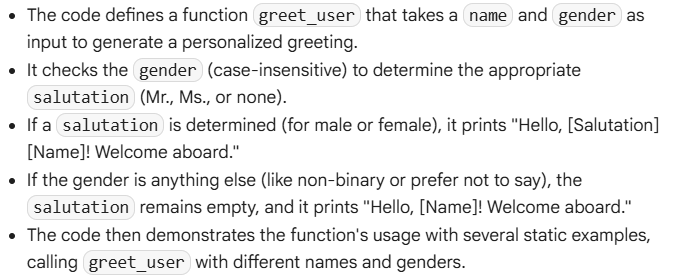 • The code defines a function greet_user that takes a name and gender as
input to generate a personalized greeting.
• It checks the gender (case-insensitive) to determine the appropriate
salutation (Mr., Ms., or none).
• If a salutation is determined (for male or female), it prints "Hello, [Salutation]
[Name]! Welcome aboard."
• If the gender is anything else (like non-binary or prefer not to say), the
salutation remains empty, and it prints "Hello, [Name]! Welcome aboard."
• The code then demonstrates the function's usage with several static examples,
calling greet_user with different names and genders.